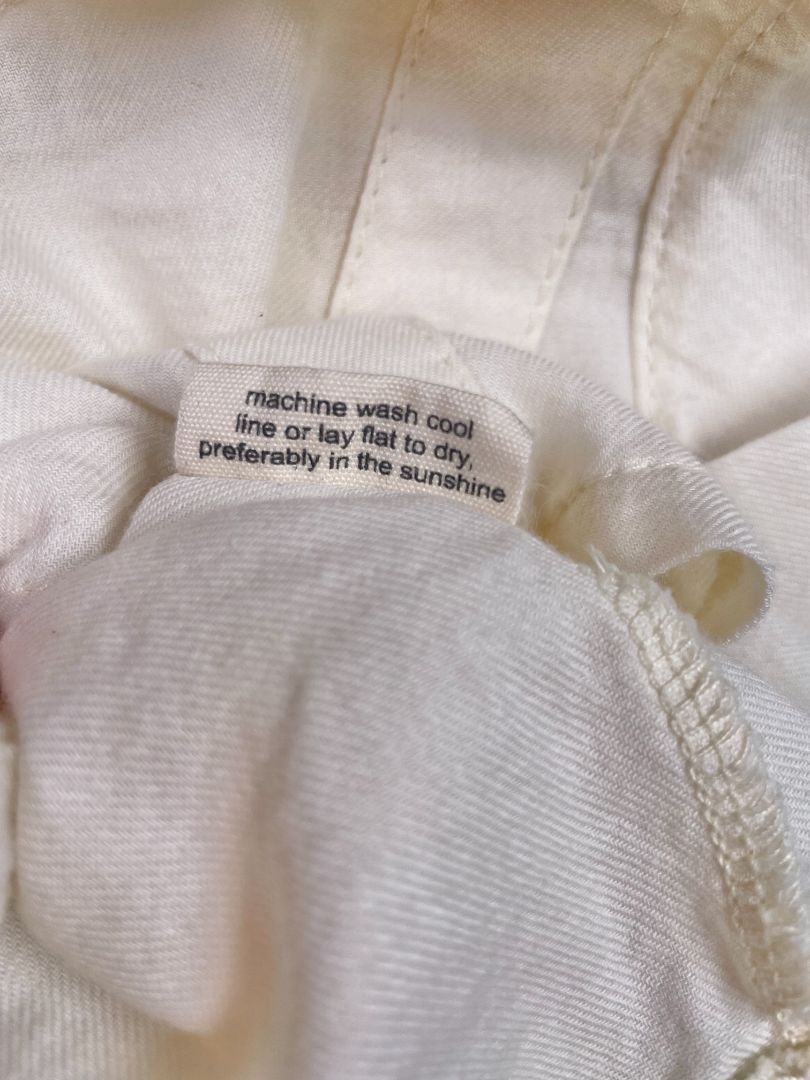 machine wash cool
line or lay flat to dry,
preferably in the sunshine